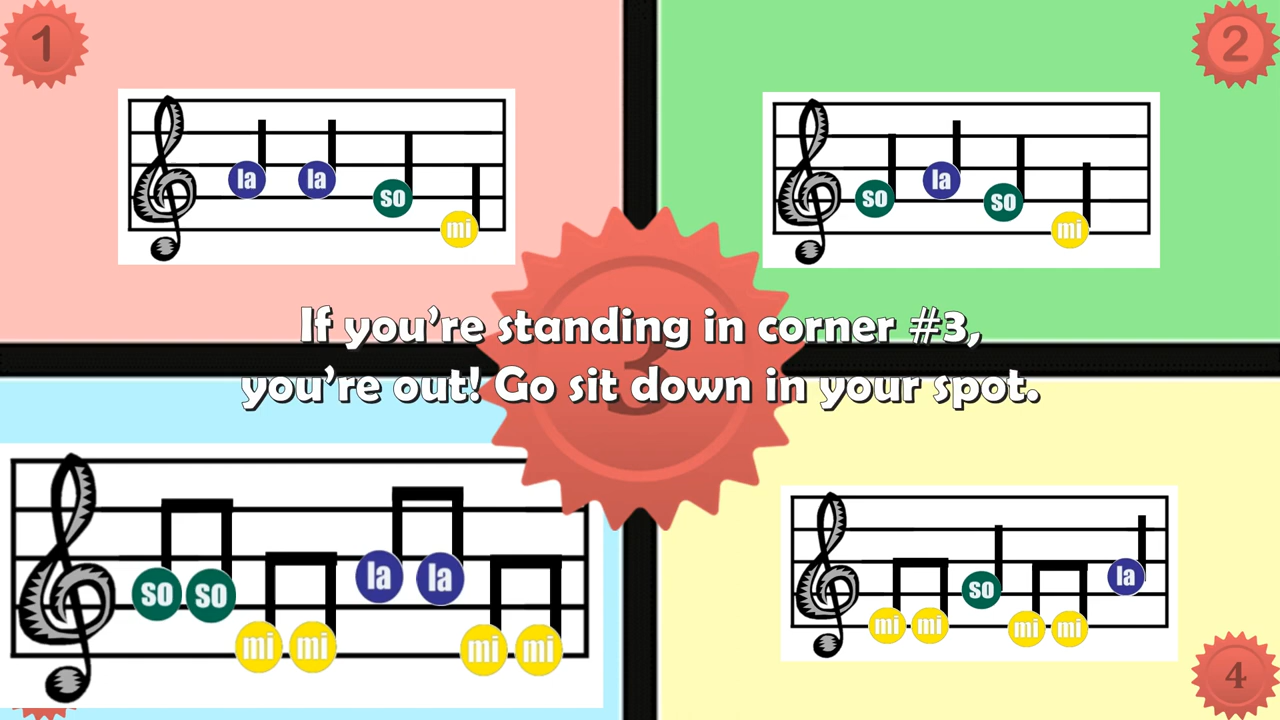 1
2
la la so mi
so la so mi
If you're standing in corner #3,
you're out! Go sit down in your spot.
3
so so mi mi la la mi mi
mi mi so mi mi la
4